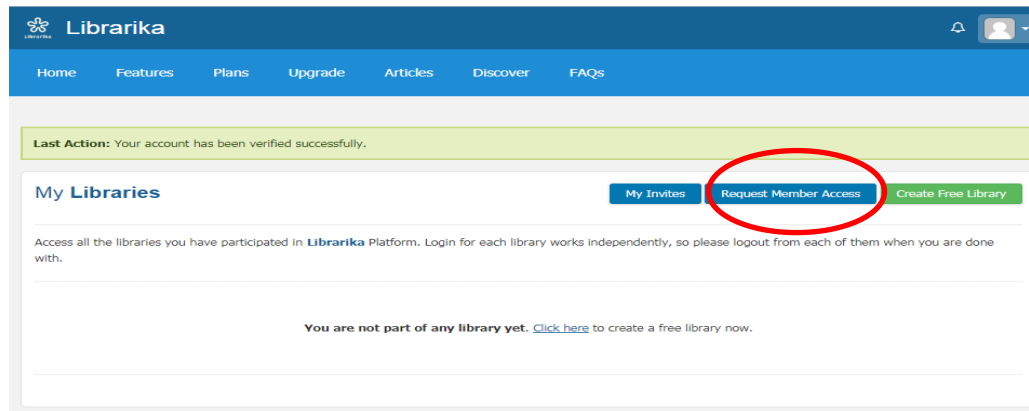 Librarika
Librarika
Home Features Plans Upgrade Articles Discover FAQs
Last Action: Your account has been verified successfully.
My Libraries My Invites Request Member Access Create Free Library
Access all the libraries you have participated in Librarika Platform. Login for each library works independently, so please logout from each of them when you are done
with.
You are not part of any library yet. Click here to create a free library now.